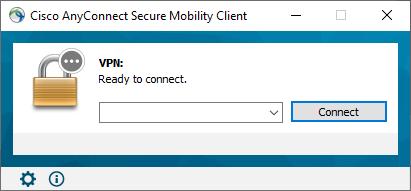 Cisco AnyConnect Secure Mobility Client
VPN:
Ready to connect.
Connect